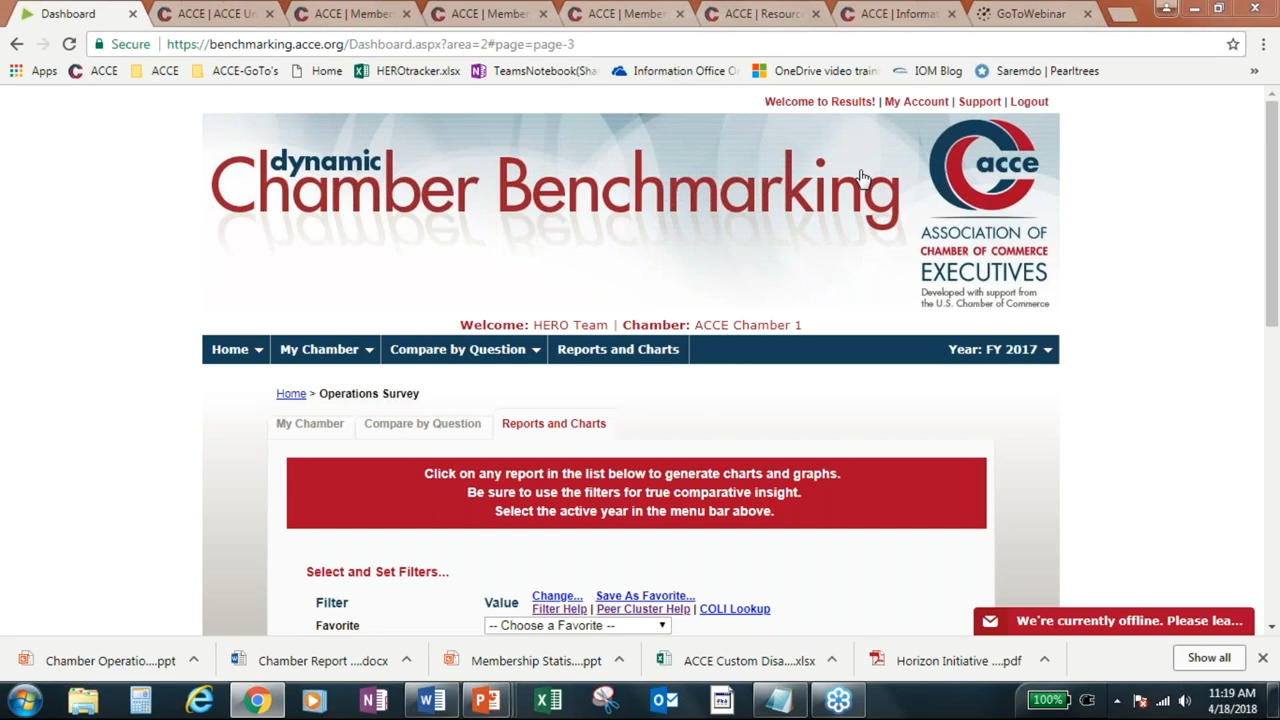 Dashboard
ACCE | ACCE Un
ACCE | Member
ACCE | Member
ACCE | Member
ACCE | Resourc
ACCE | Informat
GoToWebinar
Secure
https://benchmarking.acce.org/Dashboard.aspx?area=2#page=page-3
Apps
ACCE
ACCE
ACCE-GoTo's
Home
HEROtracker.xlsx
TeamsNotebook(Sha
Information Office O
OneDrive video train
IOM Blog
Saremdo | Pearltrees
»
Welcome to Results! | My Account | Support | Logout
dynamic
Chamber Benchmarking
acce
ASSOCIATION OF
CHAMBER OF COMMERCE
EXECUTIVES
Developed with support from
the U.S. Chamber of Commerce
Welcome: HERO Team | Chamber: ACCE Chamber 1
Home
My Chamber
Compare by Question
Reports and Charts
Year: FY 2017
Home > Operations Survey
My Chamber
Compare by Question
Reports and Charts
Click on any report in the list below to generate charts and graphs.
Be sure to use the filters for true comparative insight.
Select the active year in the menu bar above.
Select and Set Filters...
Filter
Value
Change...
Save As Favorite...
Filter Help | Peer Cluster Help | COLI Lookup
Favorite
-- Choose a Favorite --
We're currently offline. Please lea...
Chamber Operatio....ppt
Chamber Report ....docx
Membership Statis....ppt
ACCE Custom Disa....xlsx
Horizon Initiative ....pdf
Show all
100%
11:19 AM
4/18/2018